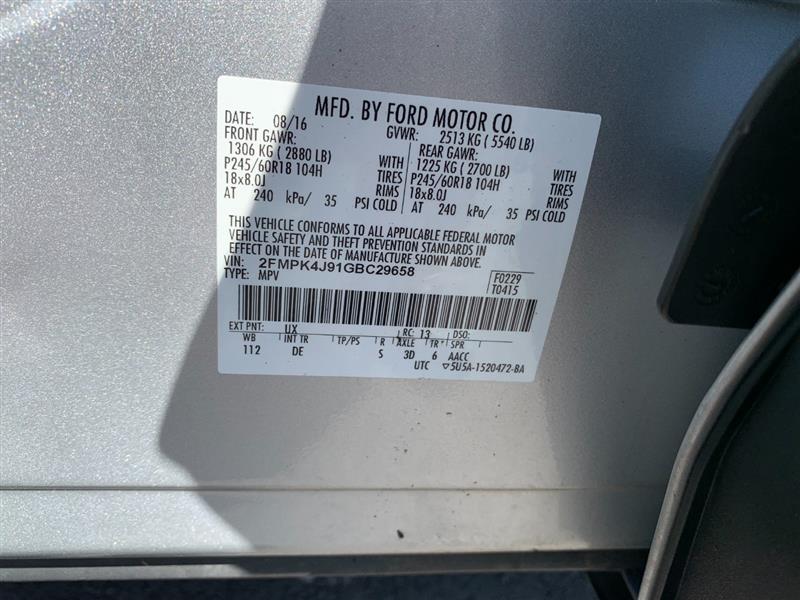 MFD. BY FORD MOTOR CO.
DATE: 08/16 GVWR: 2513 KG ( 5540 LB)
FRONT GAWR: REAR GAWR:
1306 KG ( 2880 LB) WITH 1225 KG ( 2700 LB) WITH
P245/60R18 104H TIRES P245/60R18 104H TIRES
18x8.0J RIMS 18x8.0J RIMS
AT 240 kPa/ 35 PSI COLD AT 240 kPa/ 35 PSI COLD
THIS VEHICLE CONFORMS TO ALL APPLICABLE FEDERAL MOTOR
VEHICLE SAFETY AND THEFT PREVENTION STANDARDS IN
EFFECT ON THE DATE OF MANUFACTURE SHOWN ABOVE.
VIN: 2FMPK4J91GBC29658 F0229
TYPE: MPV T0415
EXT PNT: UX RC: 13 DSO:
WB INT TR TP/PS R AXLE TR SPR
112 DE S 3D 6 AACC
UTC ▽5U5A-1520472-BA